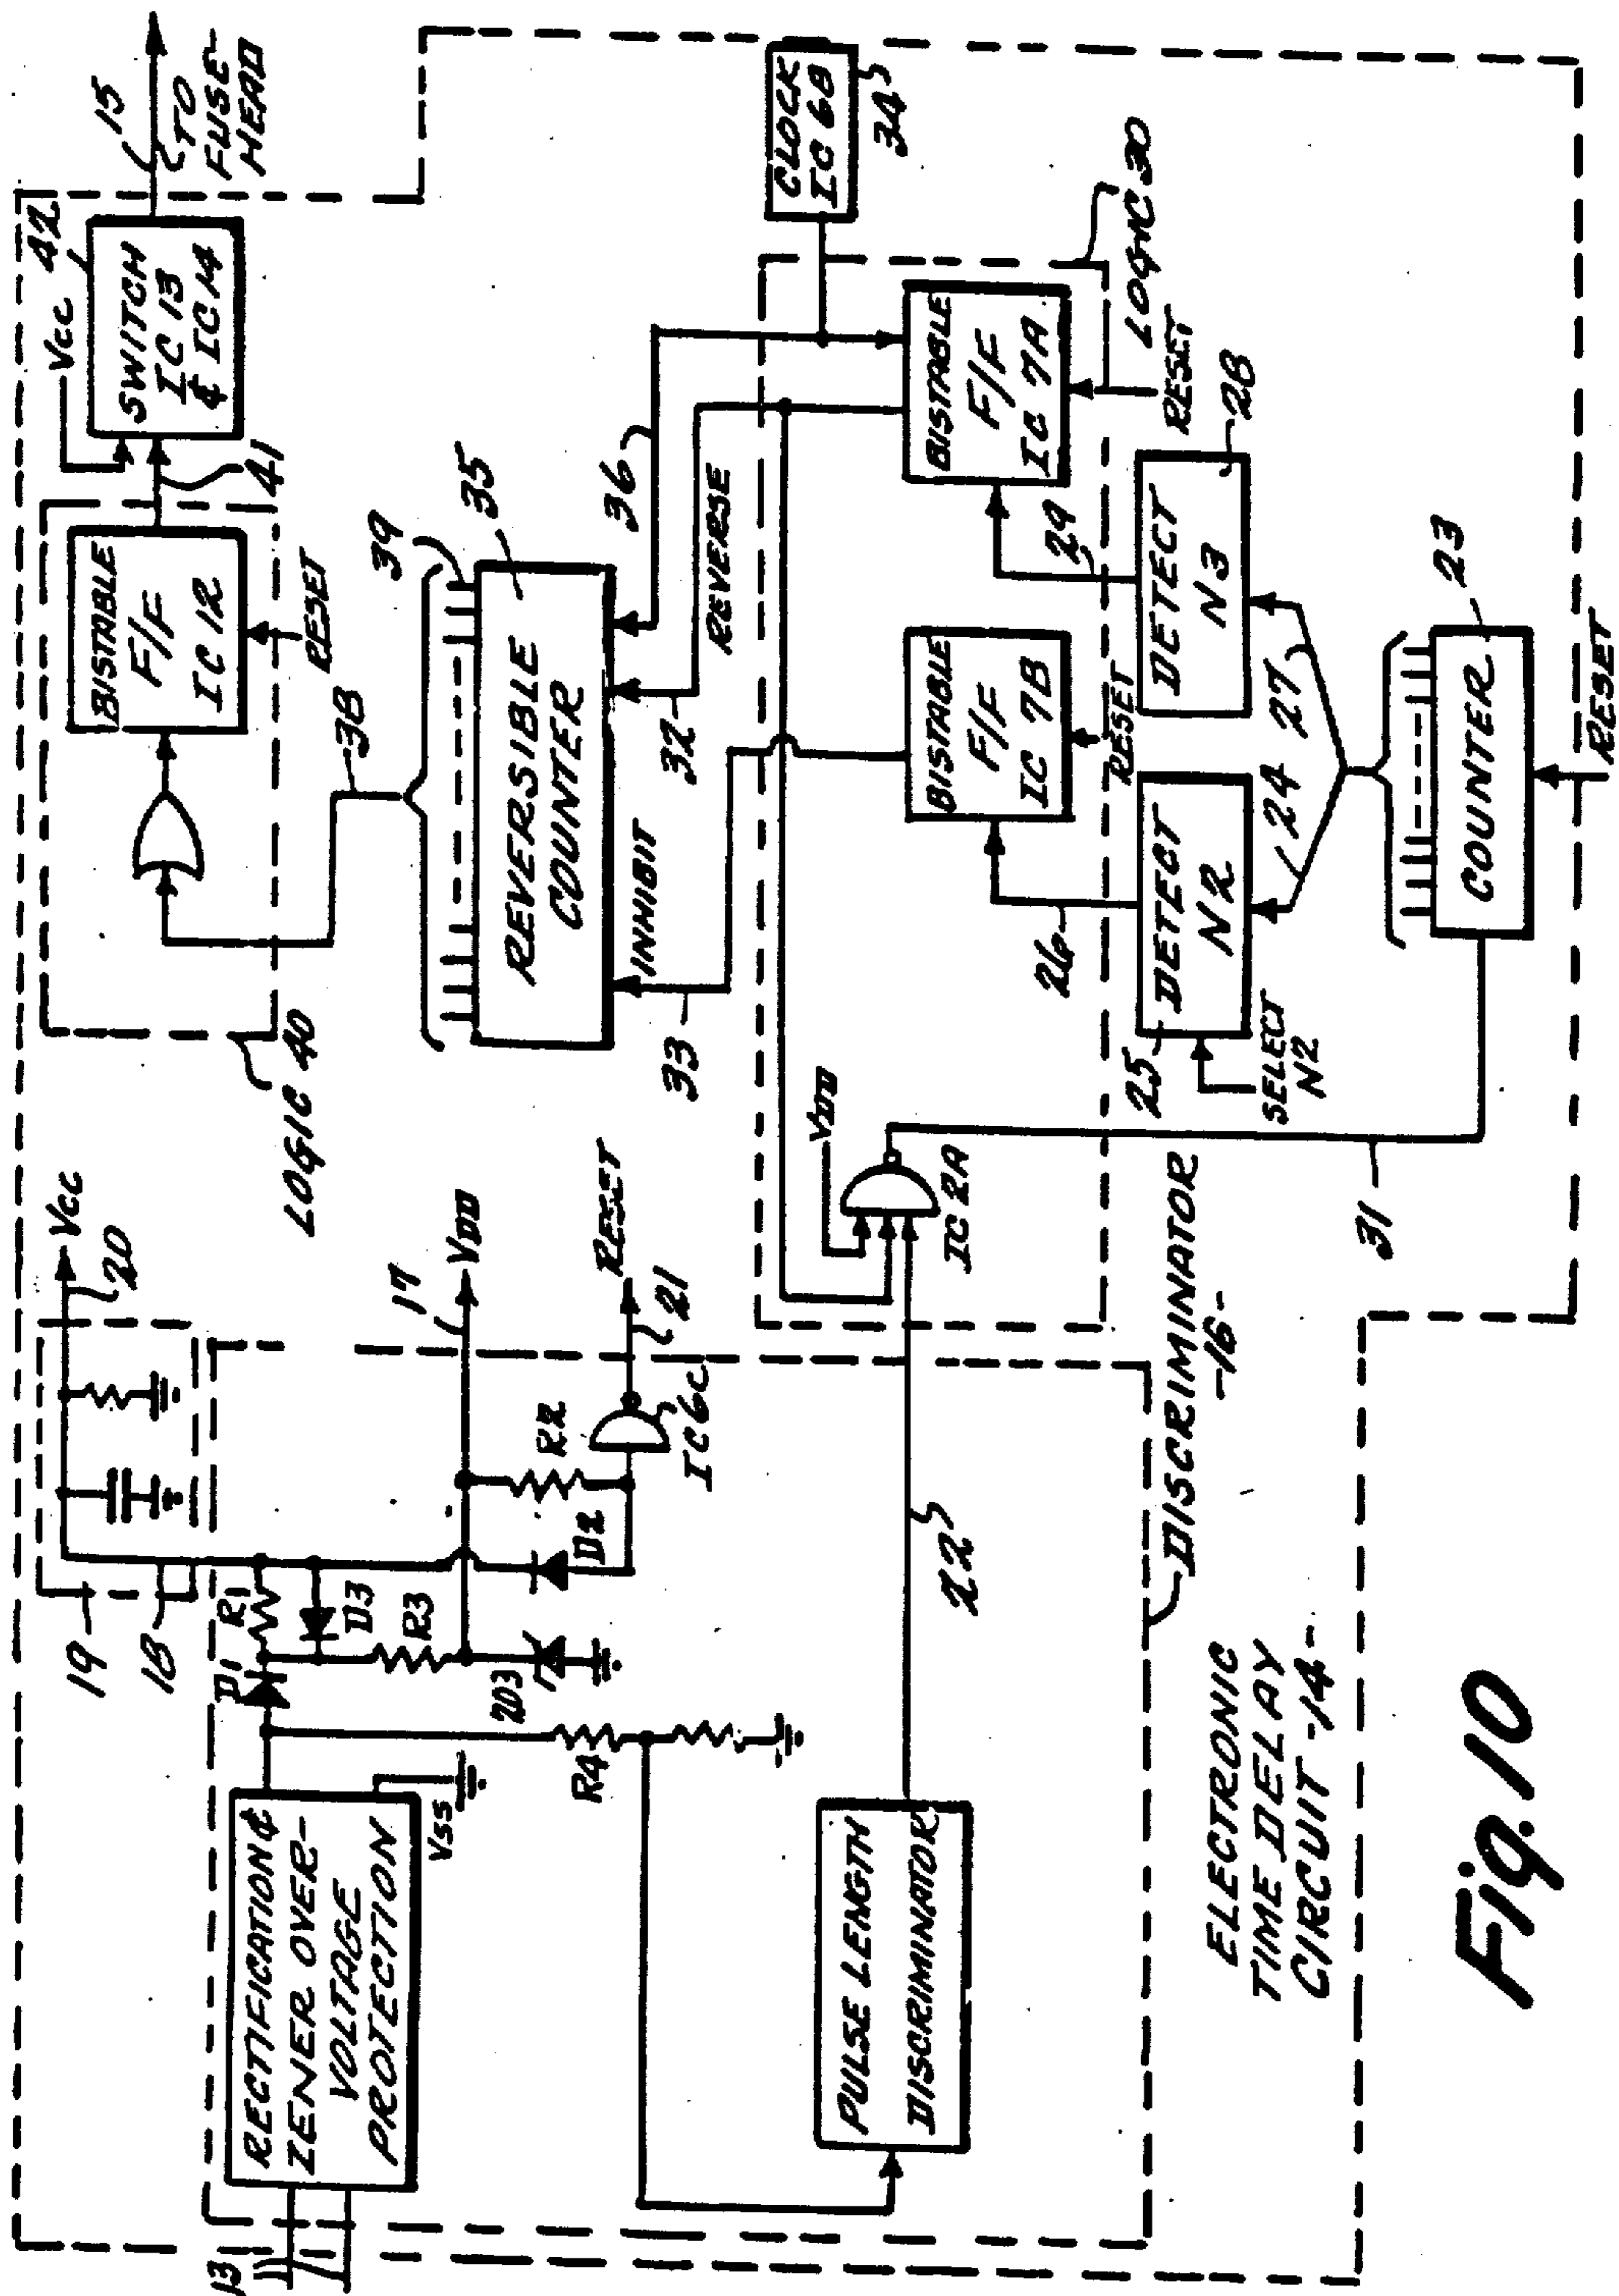 13
RECTIFICATION &
ZENER OVER-
VOLTAGE
PROTECTION
VSS
D1
R1
D3
R3
ZD3
R4
19
18
D2
R2
IC6C
Vcc
20
17
VDD
RESET
21
PULSE LENGTH
DISCRIMINATOR
22
DISCRIMINATOR
-16-
LOGIC 40
BISTABLE
F/F
IC 12
RESET
41
Vcc
42
SWITCH
IC 13
& IC 14
15
TO
FUSE-
HEAD
38
39
35
REVERSIBLE
COUNTER
INHIBIT
33
32
REVERSE
36
CLOCK
IC 6B
34
VDD
IC 2A
BISTABLE
F/F
IC 7B
RESET
BISTABLE
F/F
IC 7A
RESET
LOGIC 30
26
29
25
DETECT
N2
SELECT
N2
DETECT
N3
28
24
27
COUNTER
23
RESET
31
ELECTRONIC
TIME DELAY
CIRCUIT -14-
Fig. 10